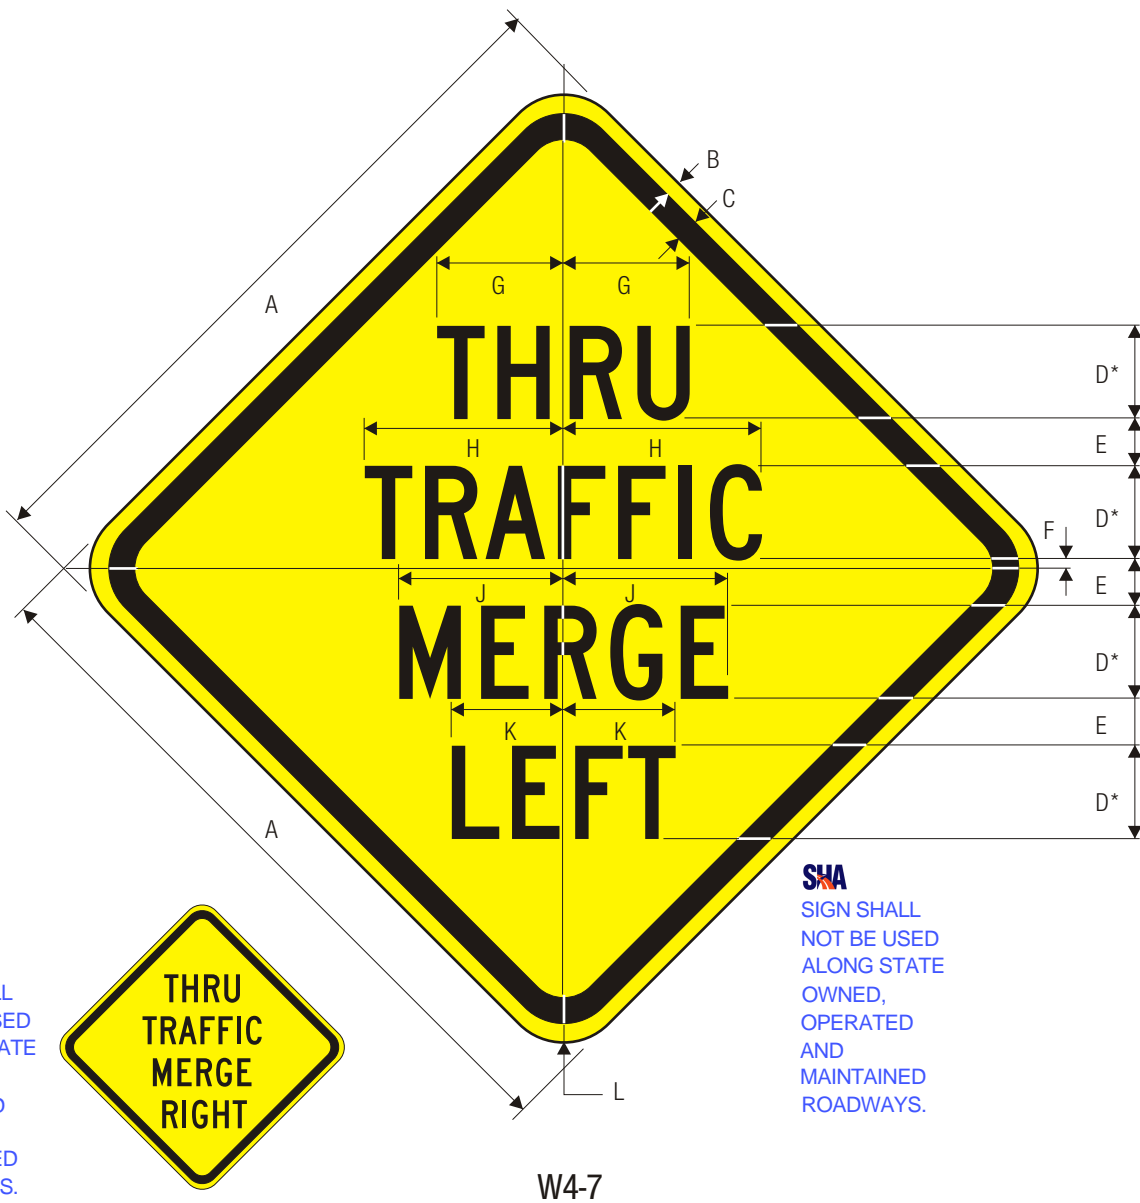 A
B
C
G G
THRU
D*
H H
E
TRAFFIC
D*
F
J J
E
MERGE
D*
K K
E
LEFT
D*
A
SHA
SIGN SHALL
NOT BE USED
ALONG STATE
OWNED,
OPERATED
AND
MAINTAINED
ROADWAYS.
L
THRU
TRAFFIC
MERGE
RIGHT
W4-7